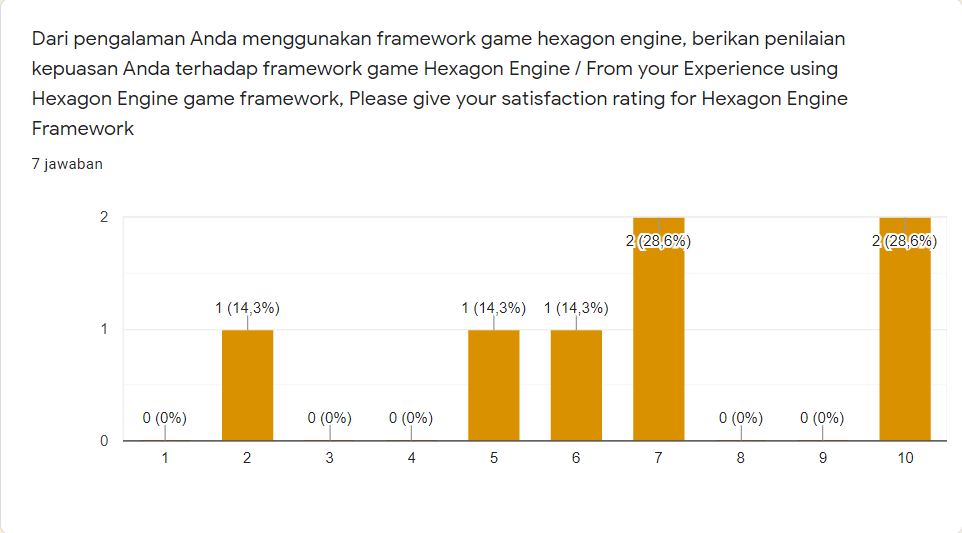 Dari pengalaman Anda menggunakan framework game hexagon engine, berikan penilaian
kepuasan Anda terhadap framework game Hexagon Engine / From your Experience using
Hexagon Engine game framework, Please give your satisfaction rating for Hexagon Engine
Framework
7 jawaban
2
2 (28,6%) 2 (28,6%)
1 (14,3%) 1 (14,3%) 1 (14,3%)
1
0 (0%) 0 (0%) 0 (0%) 0 (0%) 0 (0%)
0
1 2 3 4 5 6 7 8 9 10